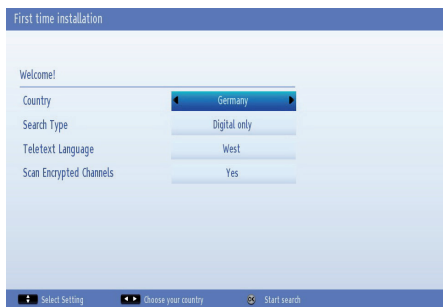 First time installation
Welcome!
Country Germany
Search Type Digital only
Teletext Language West
Scan Encrypted Channels Yes
Select Setting Choose your country OK Start search